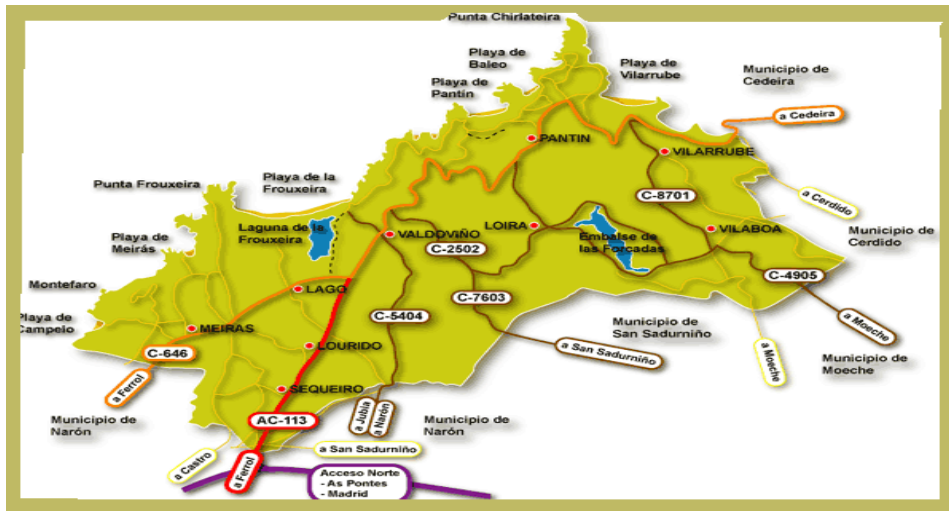 Punta Chirlateira
Playa de
Baleo
Playa de
Vilarrube
Municipio de
Cedeira
Playa de
Pantín
a Cedeira
PANTIN
VILARRUBE
Punta Frouxeira
Playa de la
Frouxeira
C-8701
a Cerdido
Laguna de la
Frouxeira
VALDOVIÑO
LOIRA
Embalse de
las Forcadas
VILABOA
Municipio de
Cerdido
Playa de
Meirás
C-2502
C-4905
Montefaro
LAGO
C-7603
Playa de
Campelo
MEIRAS
C-5404
a Moeche
Municipio de
San Sadurniño
LOURIDO
C-646
a San Sadurniño
a Moeche
Municipio de
Moeche
a Ferrol
SEQUEIRO
AC-113
a Jubia
a Narón
Municipio de
Narón
Municipio de
Narón
a San Sadurniño
a Castro
a Ferrol
Acceso Norte
- As Pontes
- Madrid